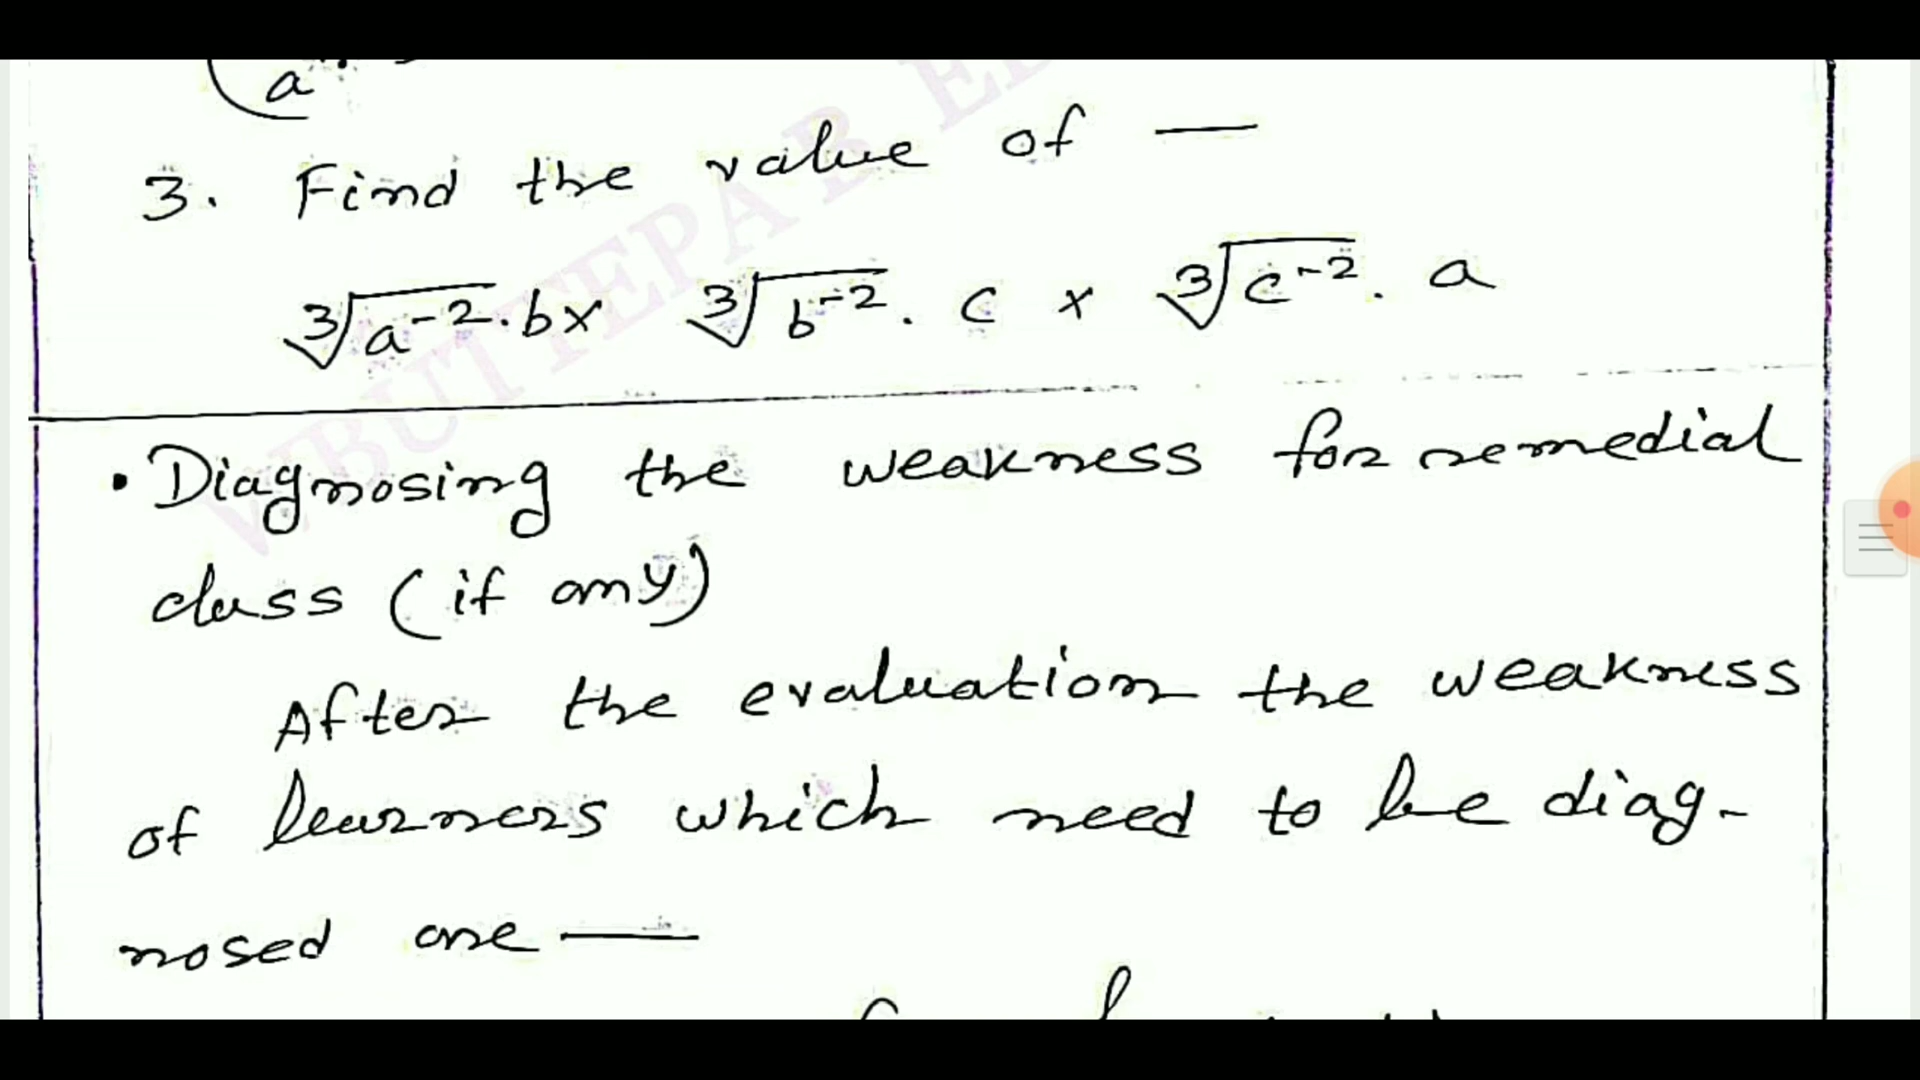 a
3. Find the value of —
∛a⁻². b x ∛b⁻². c x ∛c⁻². a
• Diagnosing the weakness for remedial
class (if any)
After the evaluation the weakness
of learners which need to be diag-
nosed are —